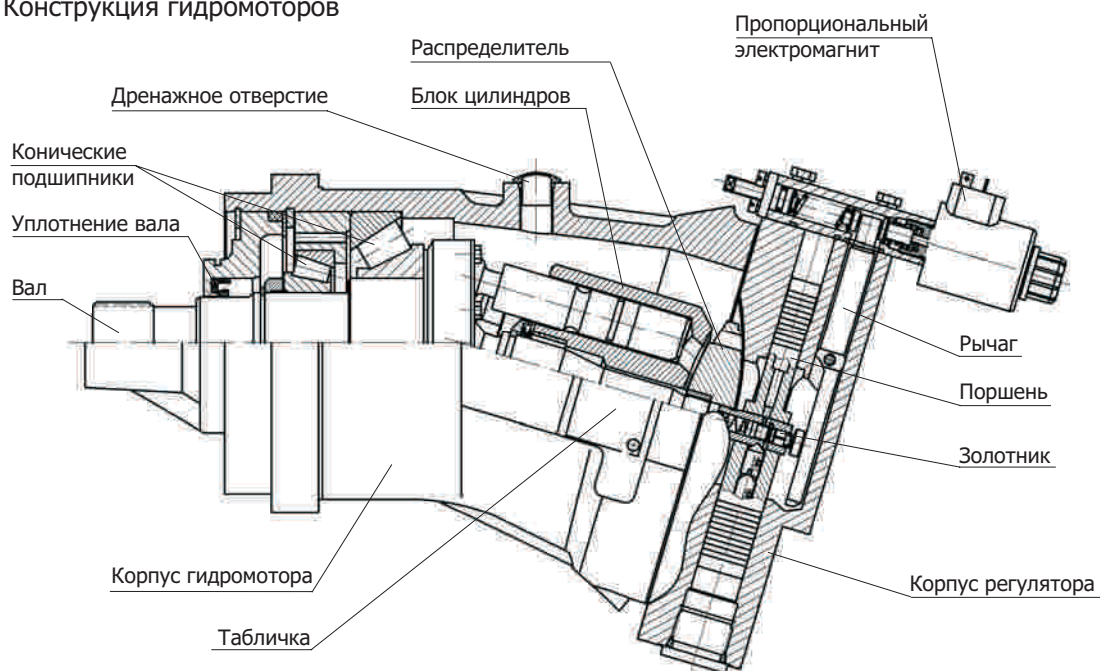 Конструкция гидромоторов
Пропорциональный
электромагнит
Распределитель
Блок цилиндров
Дренажное отверстие
Конические
подшипники
Уплотнение вала
Вал
Рычаг
Поршень
Золотник
Корпус гидромотора
Корпус регулятора
Табличка